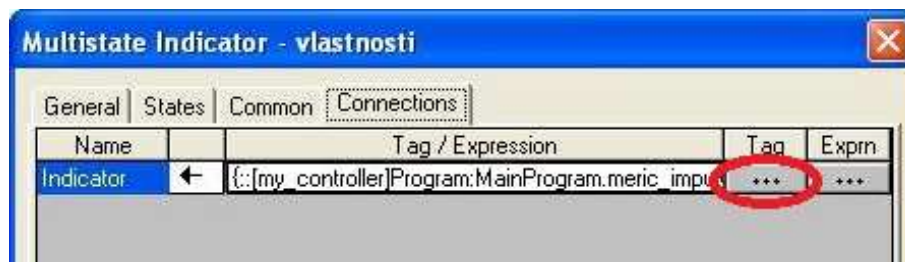 Multistate Indicator - vlastnosti
General States Common Connections
Name Tag / Expression Tag Exprn
Indicator ← {::[my_controller]Program:MainProgram.meric_impu ... ...